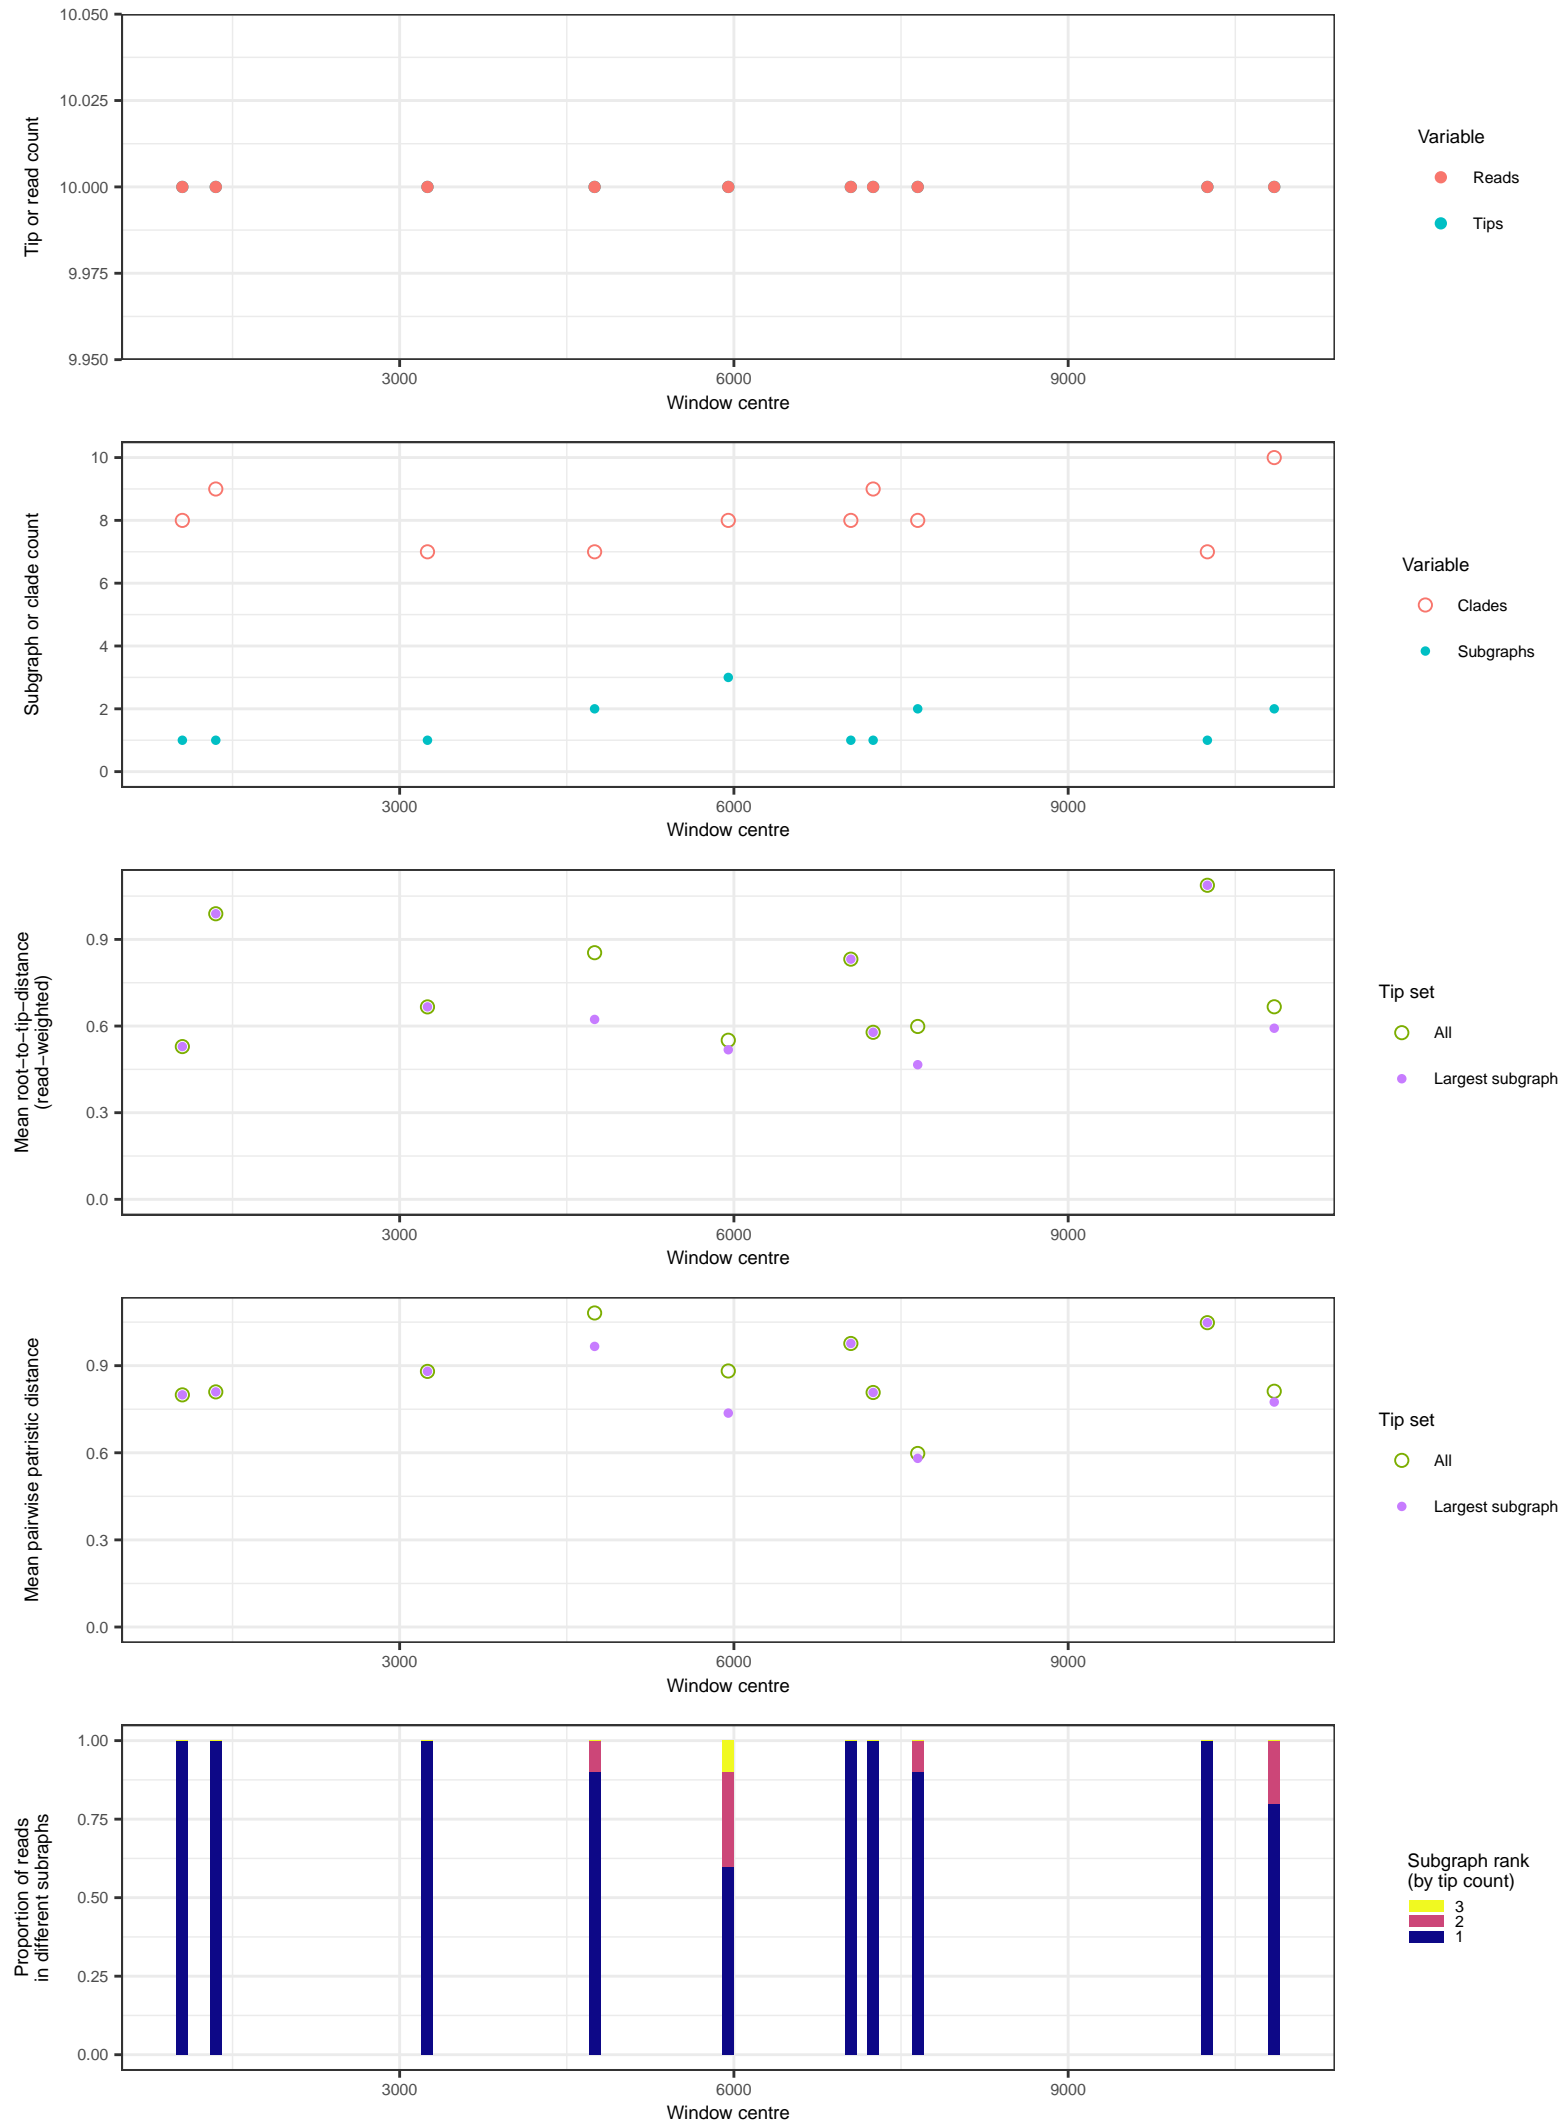 10.050
10.025
10.000
9.975
9.950
Tip or read count
3000 6000 9000
Window centre
Variable
Reads
Tips
10
8
6
4
2
0
Subgraph or clade count
3000 6000 9000
Window centre
Variable
Clades
Subgraphs
0.9
0.6
0.3
0.0
Mean root−to−tip−distance
(read−weighted)
3000 6000 9000
Window centre
Tip set
All
Largest subgraph
0.9
0.6
0.3
0.0
Mean pairwise patristic distance
3000 6000 9000
Window centre
Tip set
All
Largest subgraph
1.00
0.75
0.50
0.25
0.00
Proportion of reads
in different subraphs
3000 6000 9000
Window centre
Subgraph rank
(by tip count)
3
2
1